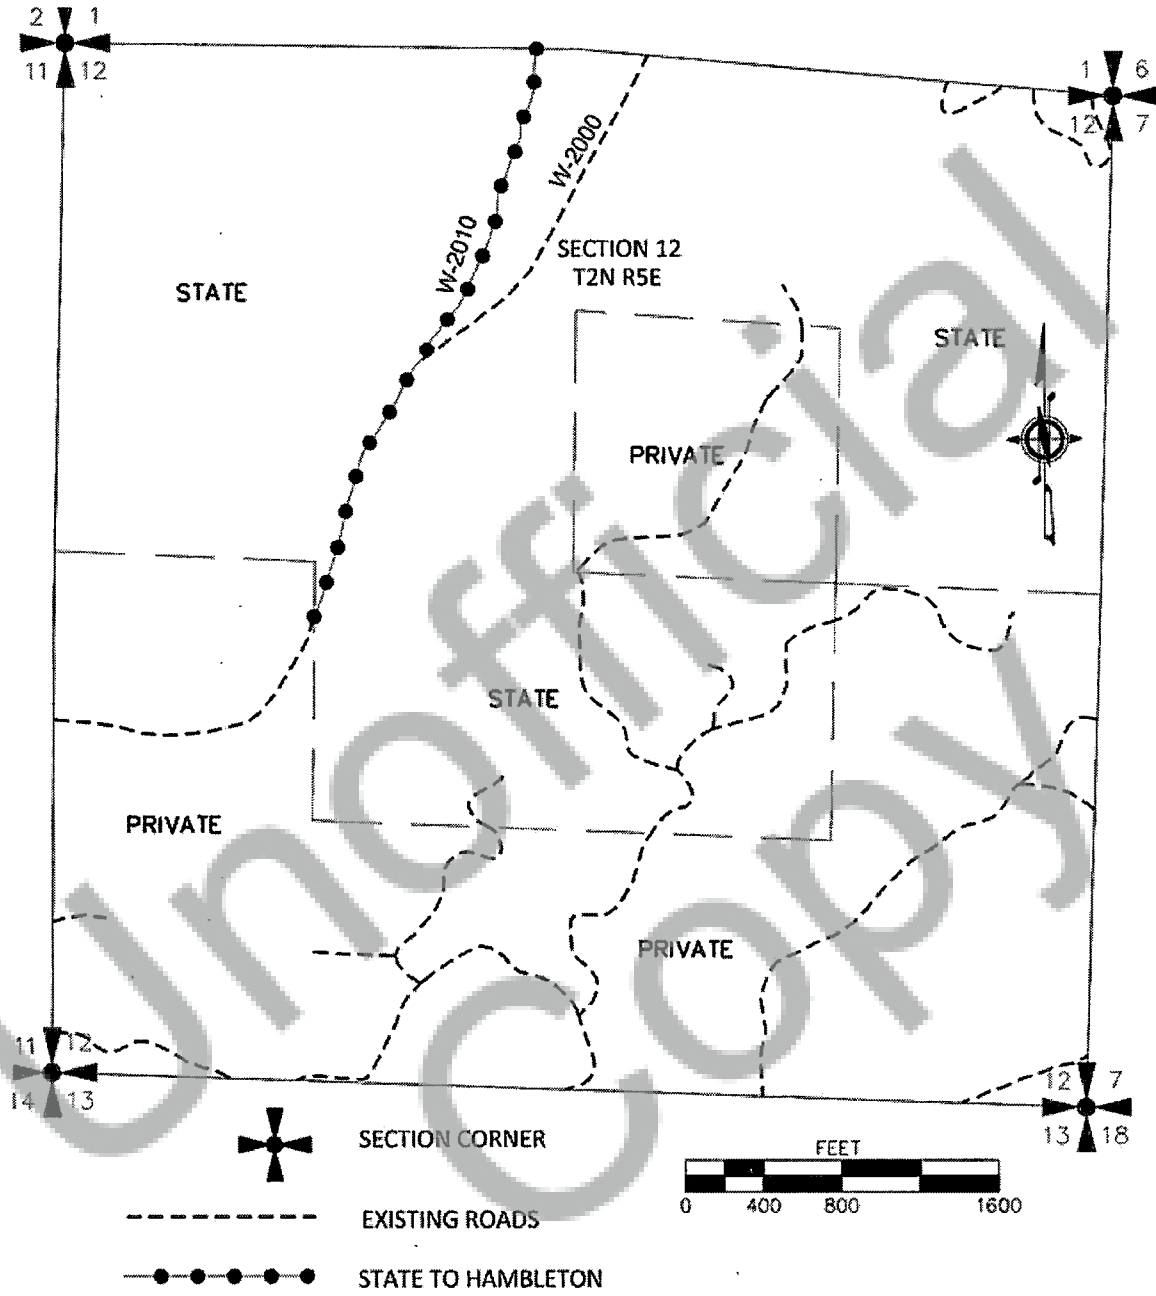 2 1
11 12
1 6
12 7
W-2000
W-2010
SECTION 12
T2N R5E
STATE
STATE
PRIVATE
STATE
PRIVATE
PRIVATE
11 12
14 13
12 7
13 18
SECTION CORNER
FEET
0 400 800 1600
EXISTING ROADS
STATE TO HAMBLETON
Unofficial
Copy